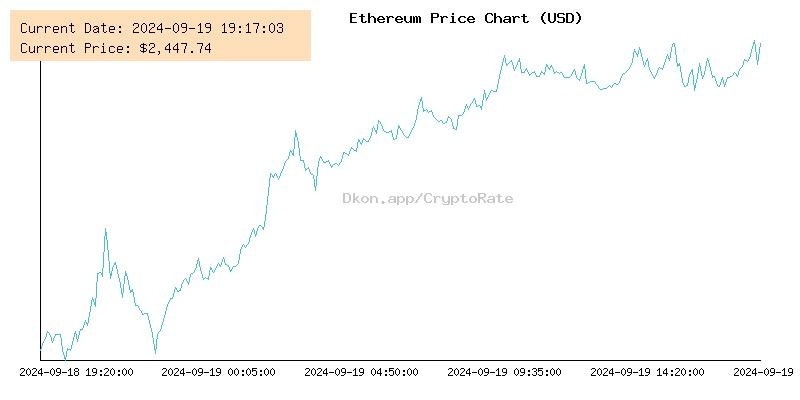 Ethereum Price Chart (USD)
Current Date: 2024-09-19 19:17:03
Current Price: $2,447.74
Dkon.app/CryptoRate
2024-09-18 19:20:00 2024-09-19 00:05:00 2024-09-19 04:50:00 2024-09-19 09:35:00 2024-09-19 14:20:00 2024-09-19